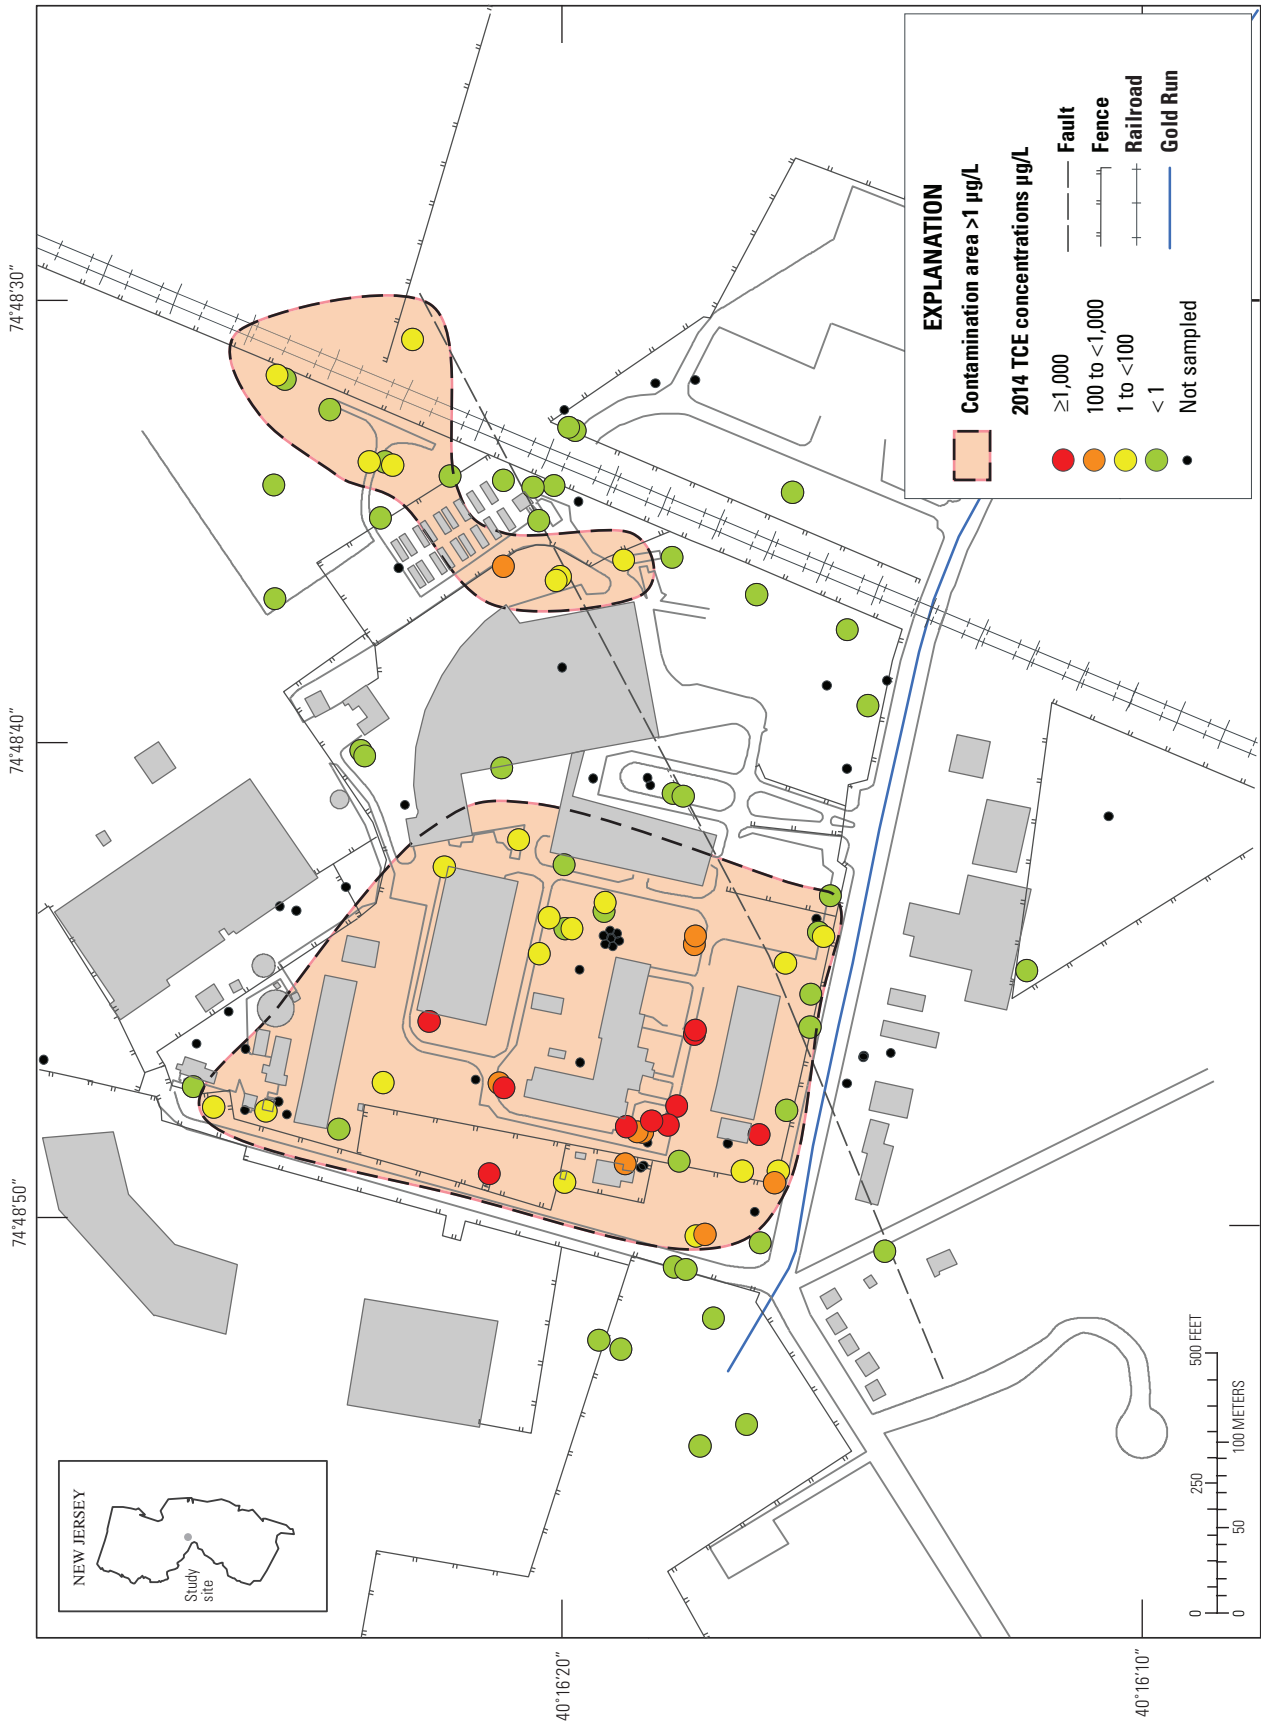 74°48'50"
74°48'40"
74°48'30"
40°16'20"
40°16'10"
NEW JERSEY
Study
site
0 250 500 FEET
0 50 100 METERS
EXPLANATION
Contamination area >1 µg/L
2014 TCE concentrations µg/L
≥1,000
100 to <1,000
1 to <100
< 1
Not sampled
Fault
Fence
Railroad
Gold Run